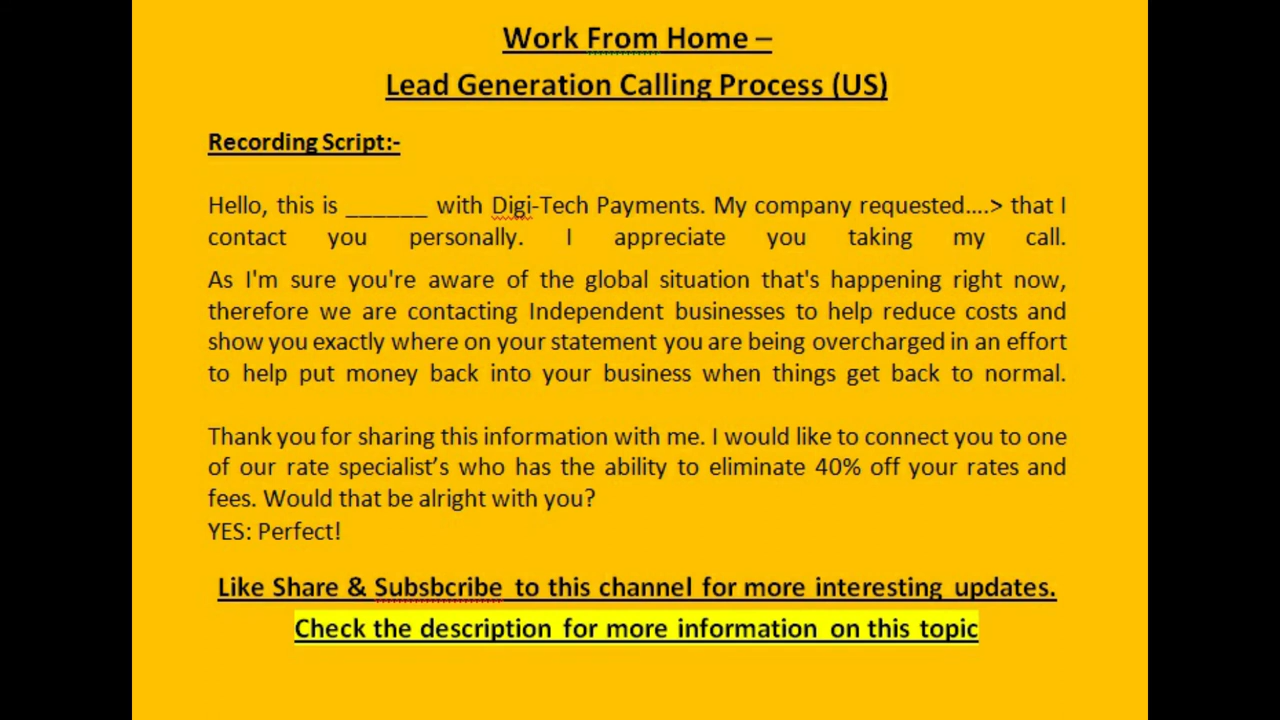 Work From Home –
Lead Generation Calling Process (US)
Recording Script:-
Hello, this is ______ with Digi-Tech Payments. My company requested....> that I
contact you personally. I appreciate you taking my call.
As I'm sure you're aware of the global situation that's happening right now,
therefore we are contacting Independent businesses to help reduce costs and
show you exactly where on your statement you are being overcharged in an effort
to help put money back into your business when things get back to normal.
Thank you for sharing this information with me. I would like to connect you to one
of our rate specialist’s who has the ability to eliminate 40% off your rates and
fees. Would that be alright with you?
YES: Perfect!
Like Share & Subsbcribe to this channel for more interesting updates.
Check the description for more information on this topic